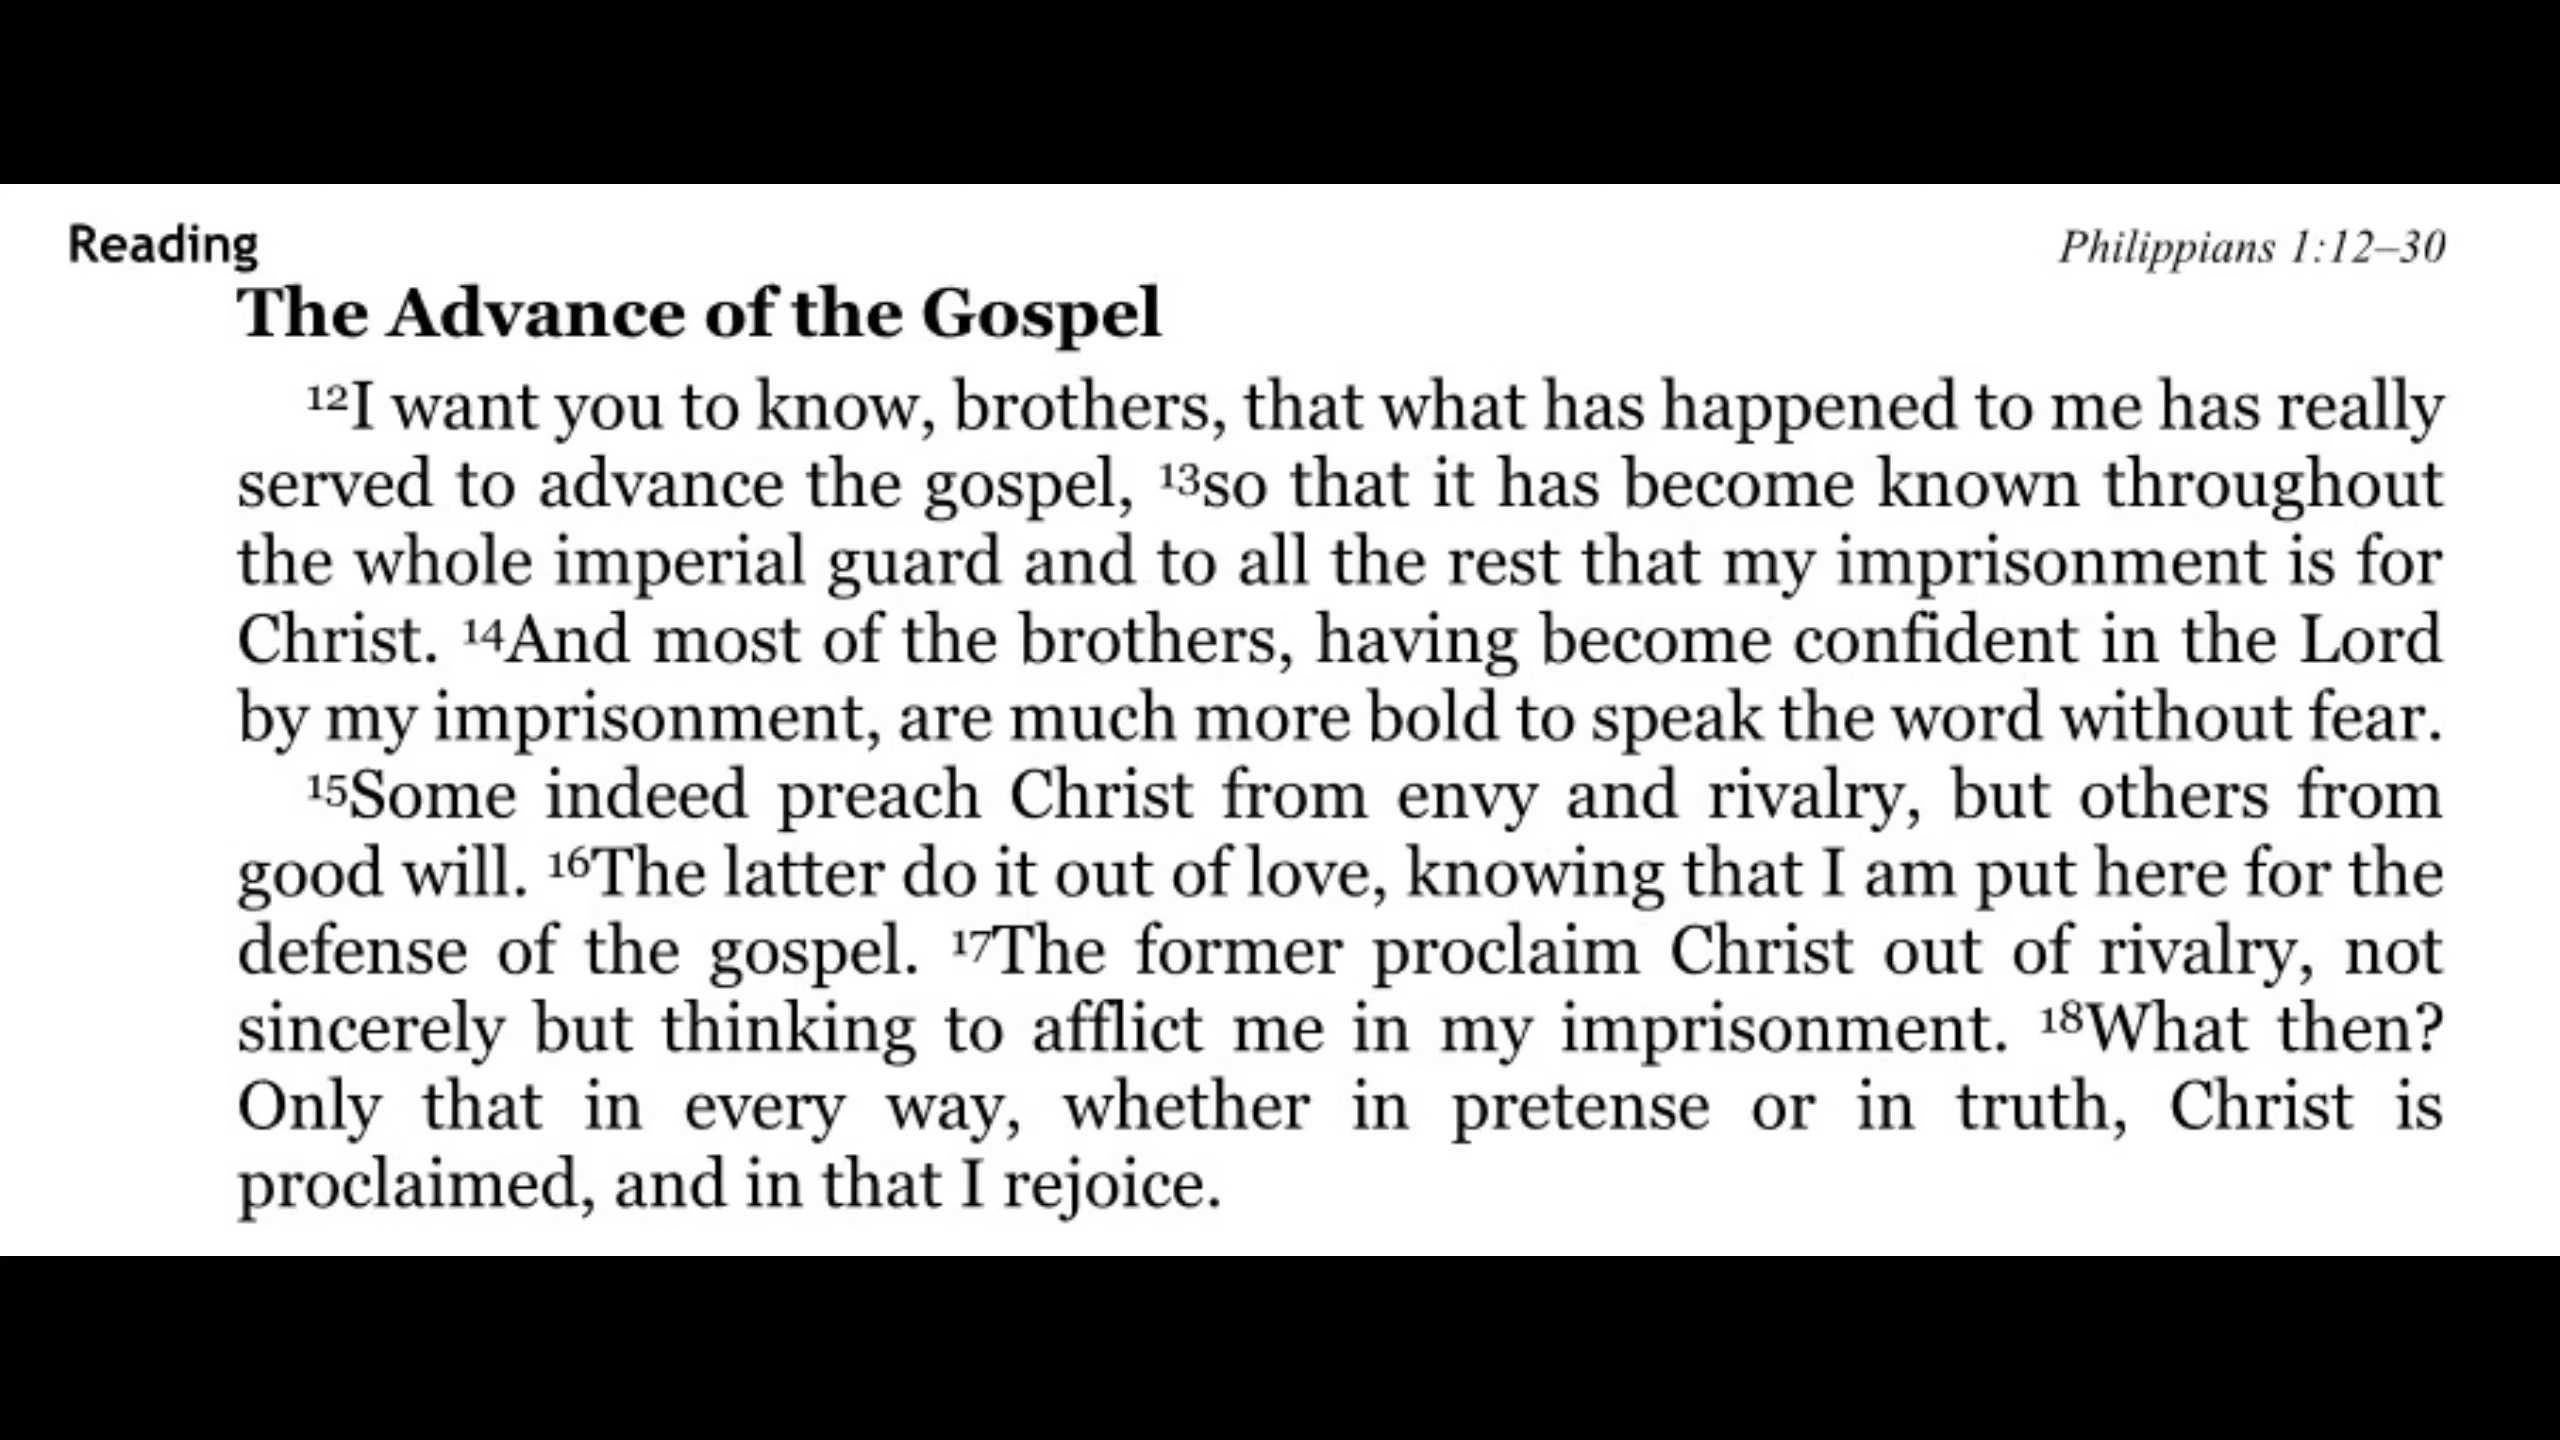 Reading
Philippians 1:12–30
The Advance of the Gospel
¹²I want you to know, brothers, that what has happened to me has really
served to advance the gospel, ¹³so that it has become known throughout
the whole imperial guard and to all the rest that my imprisonment is for
Christ. ¹⁴And most of the brothers, having become confident in the Lord
by my imprisonment, are much more bold to speak the word without fear.
¹⁵Some indeed preach Christ from envy and rivalry, but others from
good will. ¹⁶The latter do it out of love, knowing that I am put here for the
defense of the gospel. ¹⁷The former proclaim Christ out of rivalry, not
sincerely but thinking to afflict me in my imprisonment. ¹⁸What then?
Only that in every way, whether in pretense or in truth, Christ is
proclaimed, and in that I rejoice.